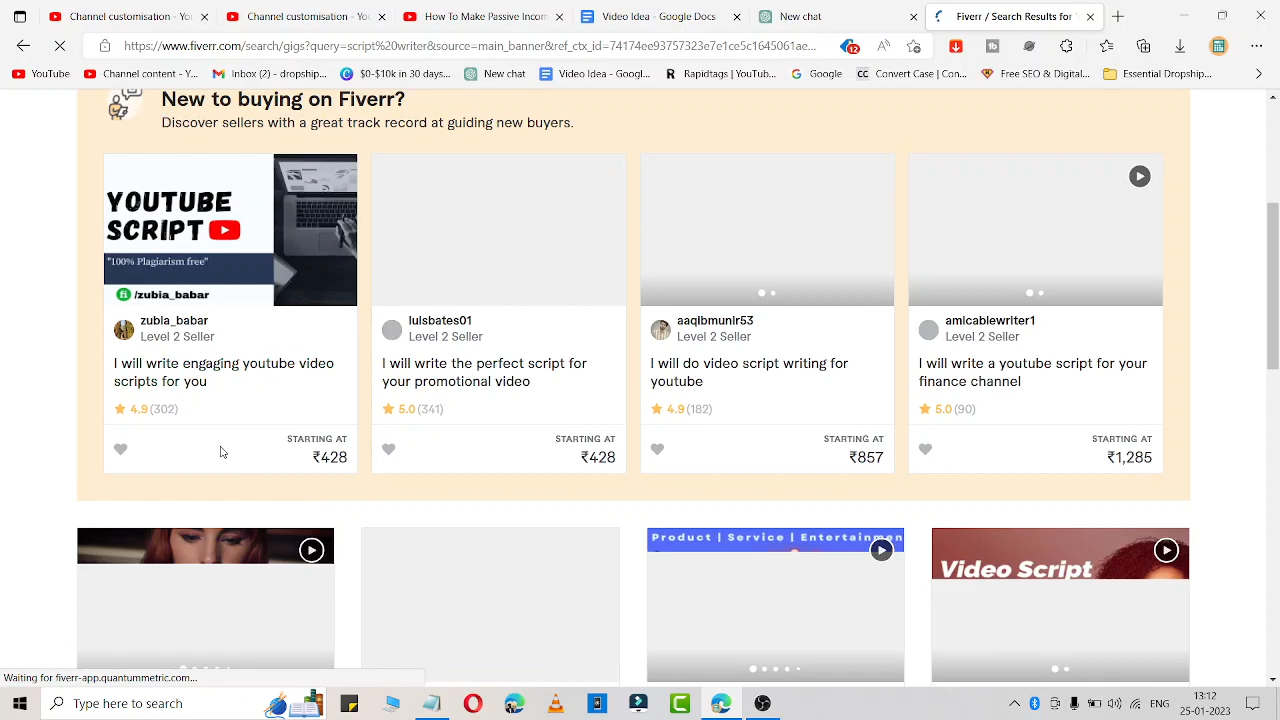 Customization of channel - You
How To Make Passive Incom
Video Idea - Google Docs
New chat
Fiverr / Search Results for '
http://www.fiverr.com/search/gigs?query=script%20writer&source=main_banner&ref_ctx_id=74174ee93757323e7e1ce5c1645061ae...
12
YouTube
Channel customiz - Y...
Inbox (2) - dropship...
$0-$10k in 30 days...
New chat
Video Idea - Googl...
Rapidtags | YouTub...
Google
Convert Case | Con...
Free SEO & Digital...
Essential Dropship...
New to buying on Fiverr?
Discover sellers with a great track record at guiding new buyers.
YOUTUBE
SCRIPT
"100% Plagiarism free"
fi /zubia_babar
zubia_babar
Level 2 Seller
I will write engaging youtube video
scripts for you
4.9 (302)
STARTING AT
₹428
luisbates01
Level 2 Seller
I will write the perfect script for
your promotional video
5.0 (341)
STARTING AT
₹428
aaqibmunir53
Level 2 Seller
I will do video script writing for
youtube
4.9 (182)
STARTING AT
₹857
amicablewriter1
Level 2 Seller
I will write a youtube script for your
finance channel
5.0 (90)
STARTING AT
₹1,285
Product | Service | Entertainmen
Video Script
Waiting for fiverr-app.quantummetric.com...
Type here to search
ENG
13:12
25-01-2023